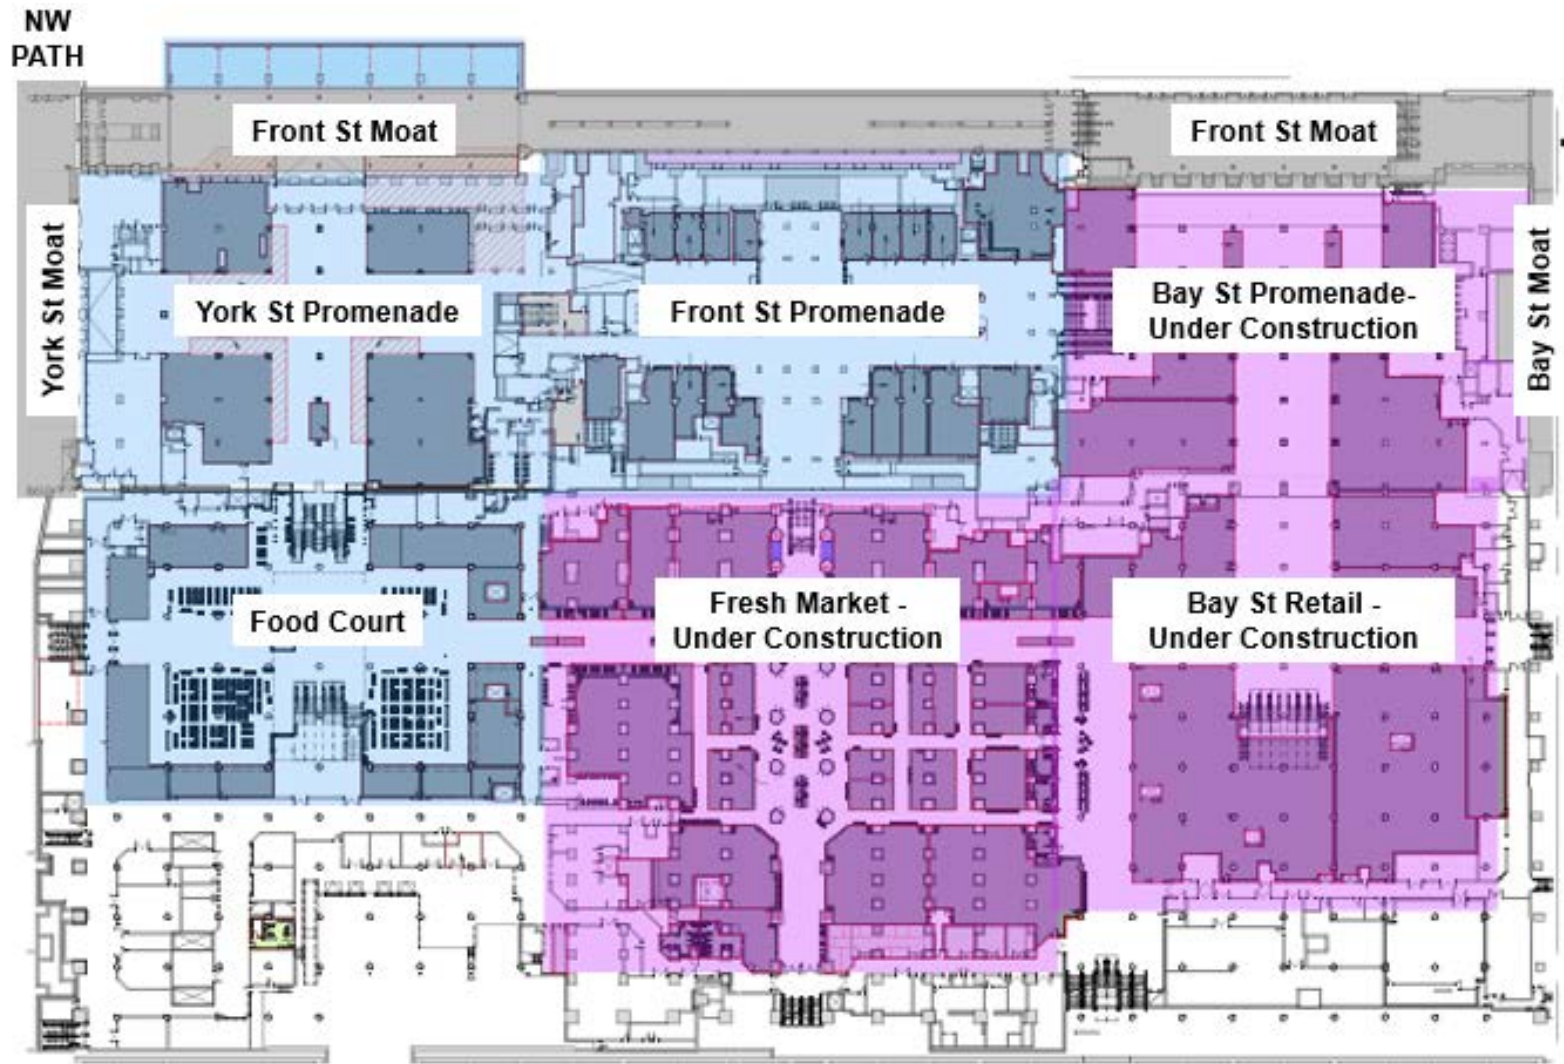 NW
PATH
Front St Moat
Front St Moat
York St Moat
York St Promenade
Front St Promenade
Bay St Promenade-
Under Construction
Bay St Moat
Food Court
Fresh Market -
Under Construction
Bay St Retail -
Under Construction